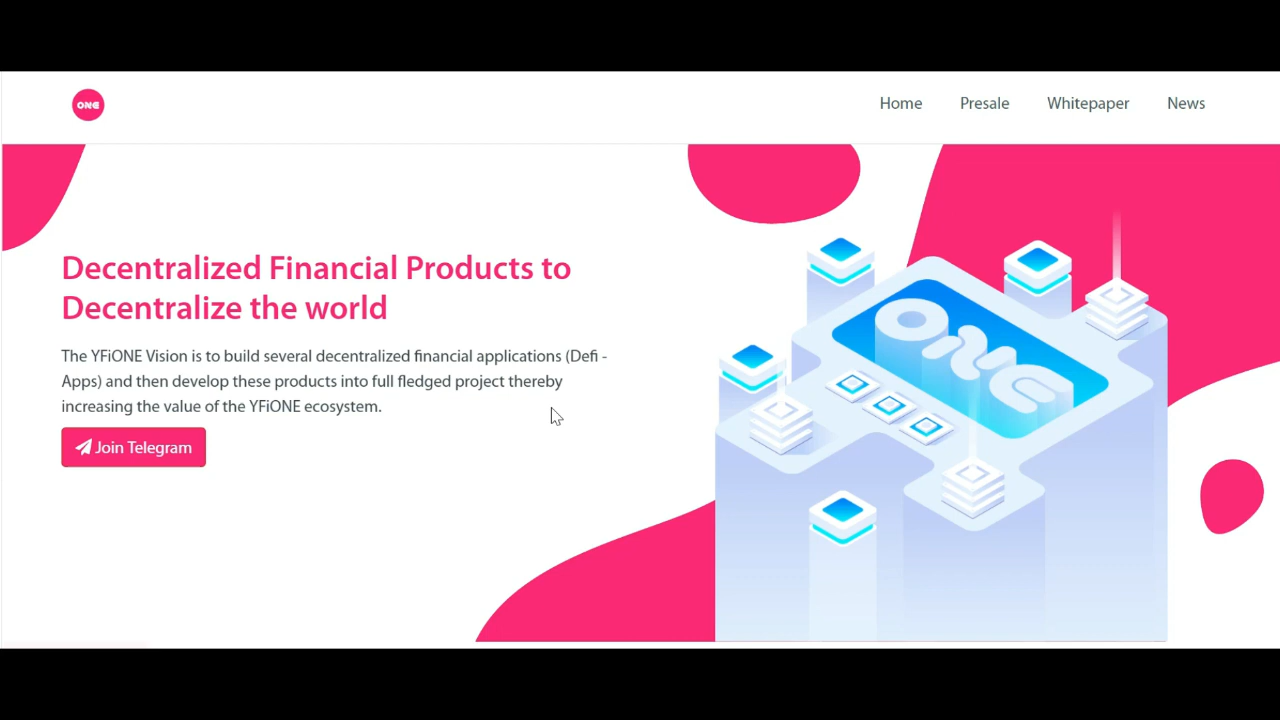 ONE
Home
Presale
Whitepaper
News
Decentralized Financial Products to
Decentralize the world
The YFiONE Vision is to build several decentralized financial applications (Defi -
Apps) and then develop these products into full fledged project thereby
increasing the value of the YFiONE ecosystem.
Join Telegram
ONE